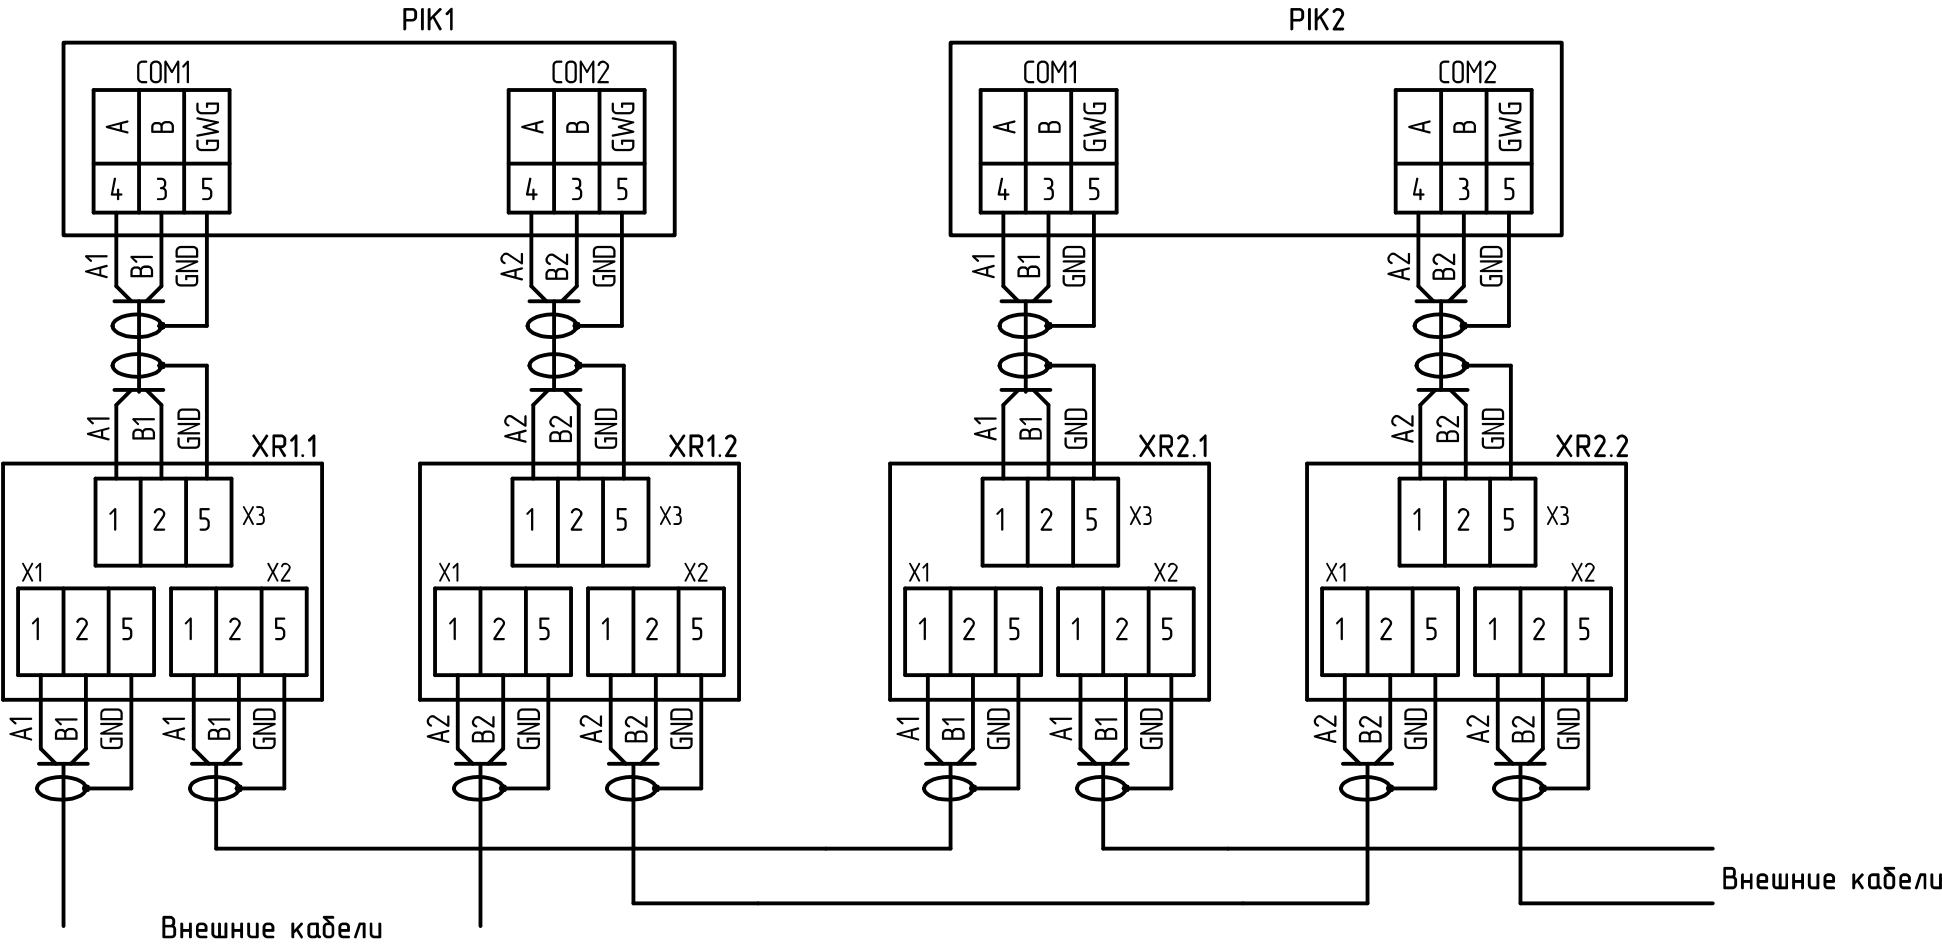 PIK1 PIK2
COM1 COM2 COM1 COM2
A B GWG A B GWG A B GWG A B GWG
4 3 5 4 3 5 4 3 5 4 3 5
A1 B1 GND A2 B2 GND A1 B1 GND A2 B2 GND
A1 B1 GND A2 B2 GND A1 B1 GND A2 B2 GND
XR1.1 XR1.2 XR2.1 XR2.2
1 2 5 X3 1 2 5 X3 1 2 5 X3 1 2 5 X3
X1 X2 X1 X2 X1 X2 X1 X2
1 2 5 1 2 5 1 2 5 1 2 5 1 2 5 1 2 5 1 2 5 1 2 5
A1 B1 GND A1 B1 GND A2 B2 GND A2 B2 GND A1 B1 GND A1 B1 GND A2 B2 GND A2 B2 GND
Внешние кабели
Внешние кабели